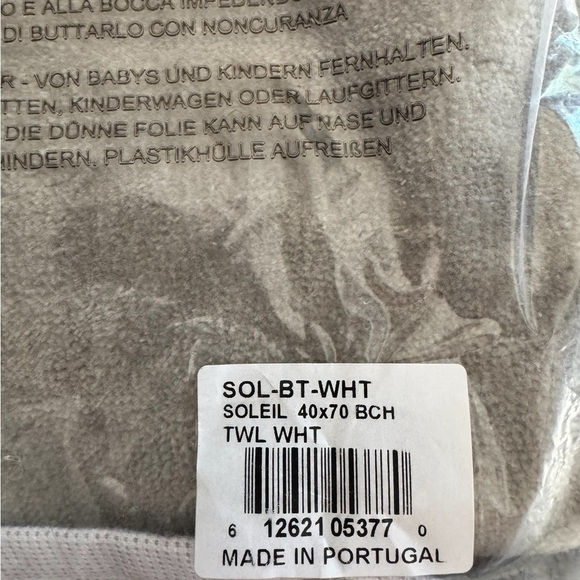 O E ALLA BOCCA IMPEDENDO
DI BUTTARLO CON NONCURANZA
R - VON BABYS UND KINDERN FERNHALTEN.
TTEN, KINDERWAGEN ODER LAUFGITTERN.
DIE DÜNNE FOLIE KANN AUF NASE UND
HINDERN. PLASTIKHÜLLE AUFREIßEN
SOL-BT-WHT
SOLEIL 40x70 BCH
TWL WHT
6 12621 05377 0
MADE IN PORTUGAL